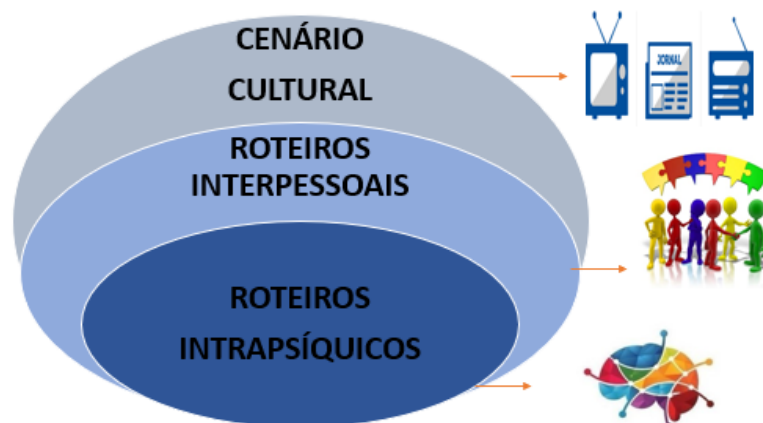 CENÁRIO
CULTURAL
JORNAL
ROTEIROS
INTERPESSOAIS
ROTEIROS
INTRAPSÍQUICOS